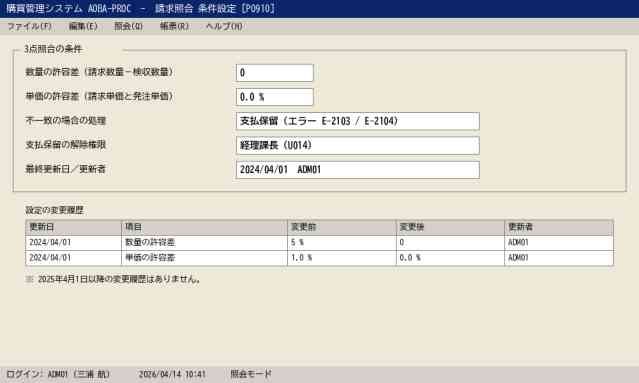 購買管理システム AOBA-PROC － 請求照合 条件設定 [P0910]
ファイル(F) 編集(E) 照会(Q) 帳票(R) ヘルプ(H)
3点照合の条件
数量の許容差（請求数量－検収数量） 0
単価の許容差（請求単価と発注単価） 0.0 %
不一致の場合の処理 支払保留（エラー E-2103 / E-2104）
支払保留の解除権限 経理課長（U014）
最終更新日／更新者 2024/04/01 ADM01
設定の変更履歴
更新日 項目 変更前 変更後 更新者
2024/04/01 数量の許容差 5 % 0 ADM01
2024/04/01 単価の許容差 1.0 % 0.0 % ADM01
※ 2025年4月1日以降の変更履歴はありません。
ログイン: ADM01（三浦 航） 2026/04/14 10:41 照会モード